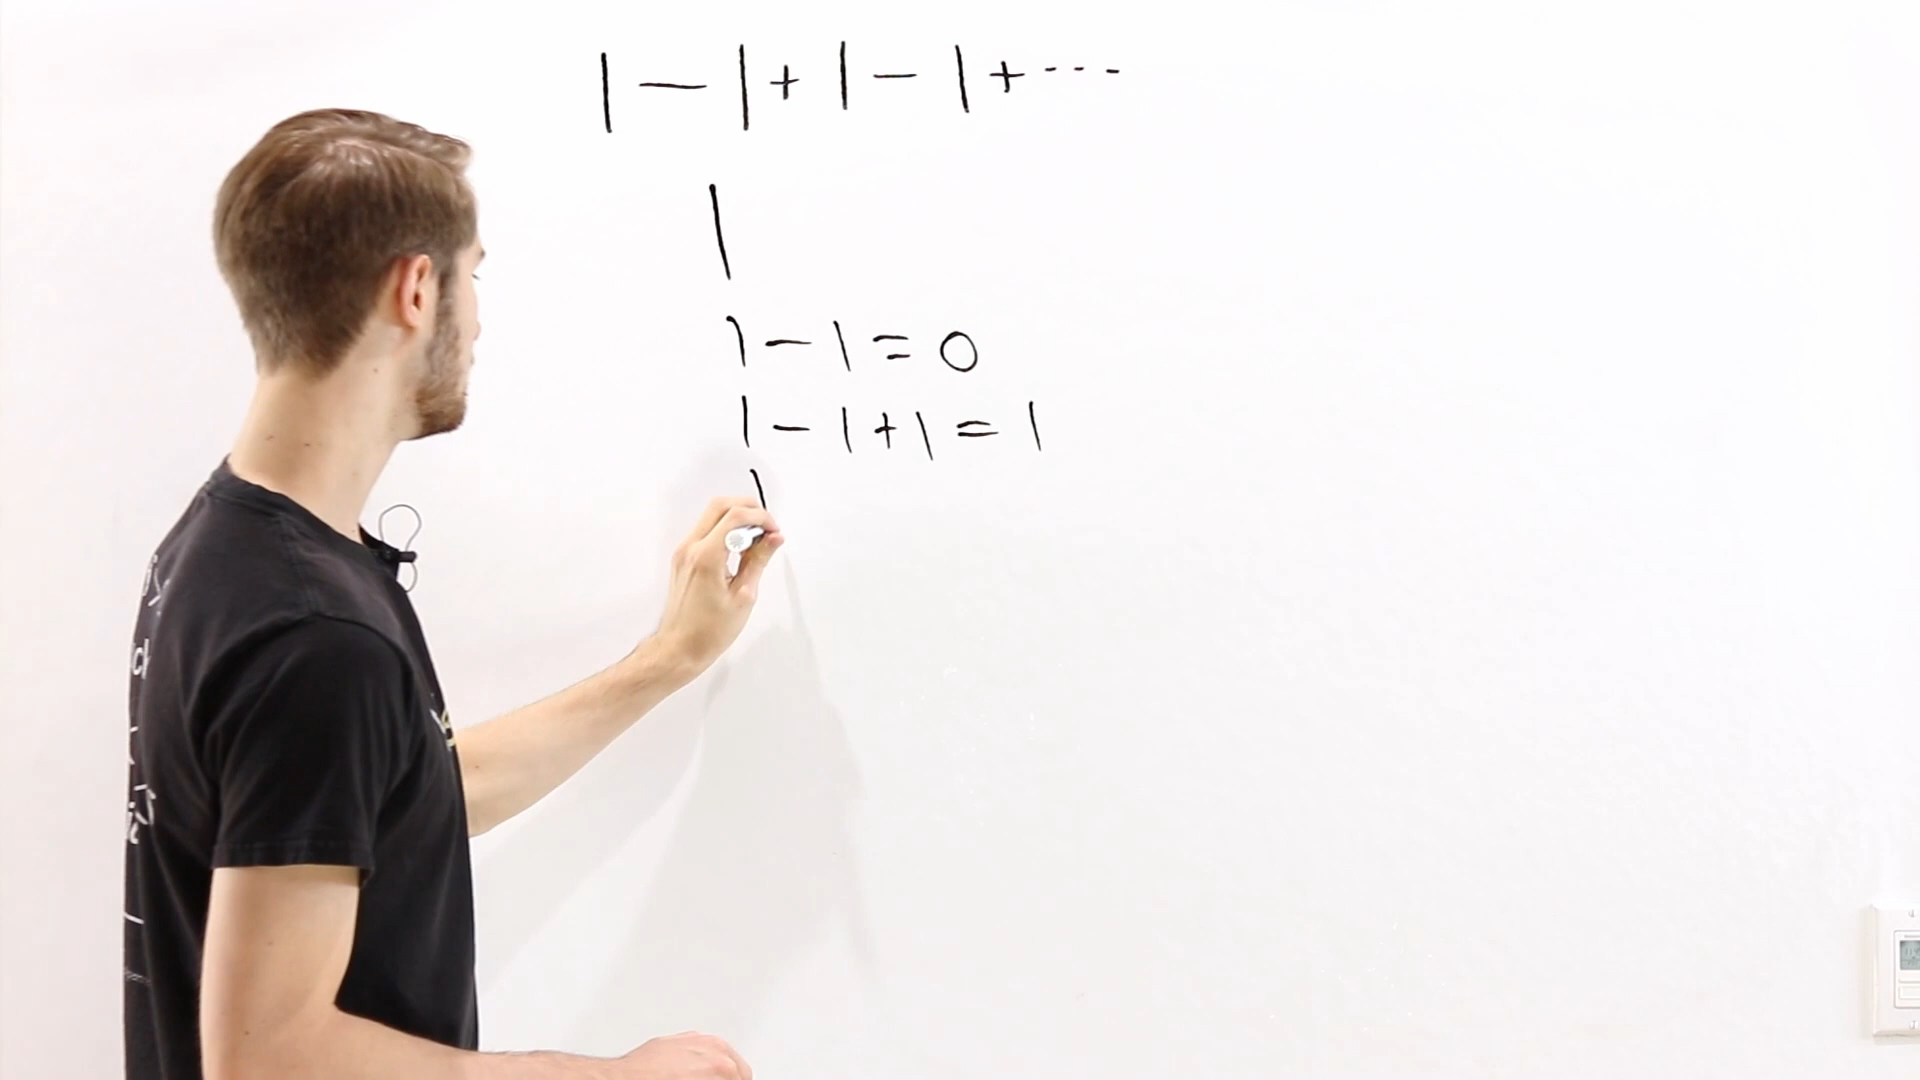 1 - 1 + 1 - 1 + ---
1
1 - 1 = 0
1 - 1 + 1 = 1
1